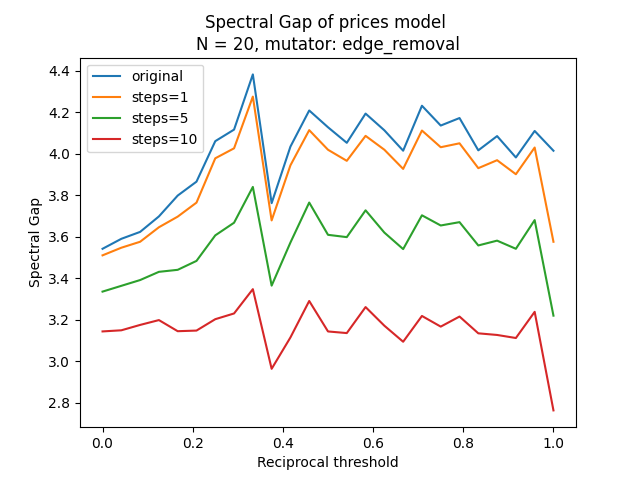 Spectral Gap of prices model
N = 20, mutator: edge_removal
original
steps=1
steps=5
steps=10
4.4
4.2
4.0
3.8
3.6
3.4
3.2
3.0
2.8
Spectral Gap
0.0 0.2 0.4 0.6 0.8 1.0
Reciprocal threshold